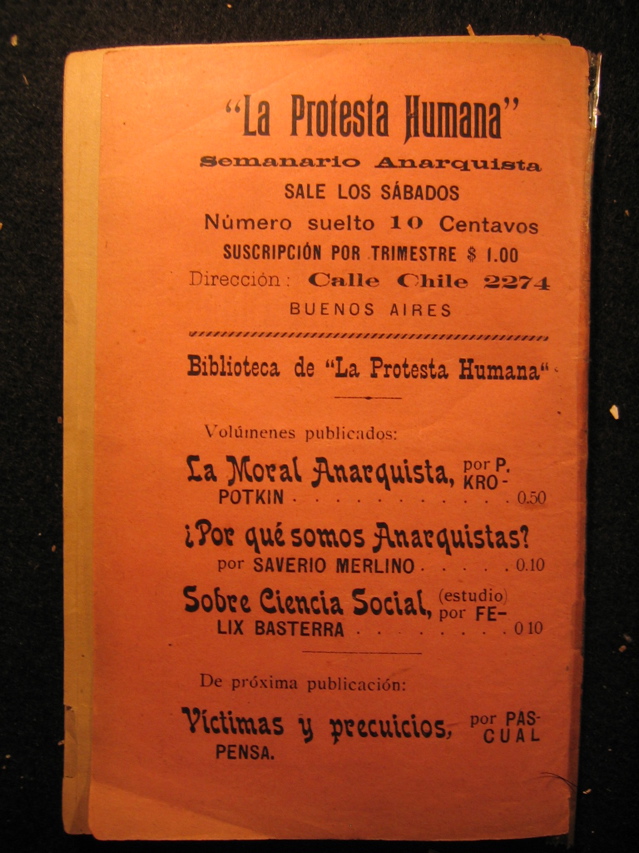 “La Protesta Humana”
Semanario Anarquista
SALE LOS SÁBADOS
Número suelto 10 Centavos
SUSCRIPCIÓN POR TRIMESTRE $ 1.00
Dirección: Calle Chile 2274
BUENOS AIRES
Biblioteca de “La Protesta Humana“
Volúmenes publicados:
La Moral Anarquista, por P. KRO-
POTKIN . . . . . . . . . . . 0.50
¿Por qué somos Anarquistas?
por SAVERIO MERLINO . . . . . 0.10
Sobre Ciencia Social, (estudio) por FE-
LIX BASTERRA . . . . . . . . 0 10
De próxima publicación:
Víctimas y precuicios, por PAS-
CUAL
PENSA.